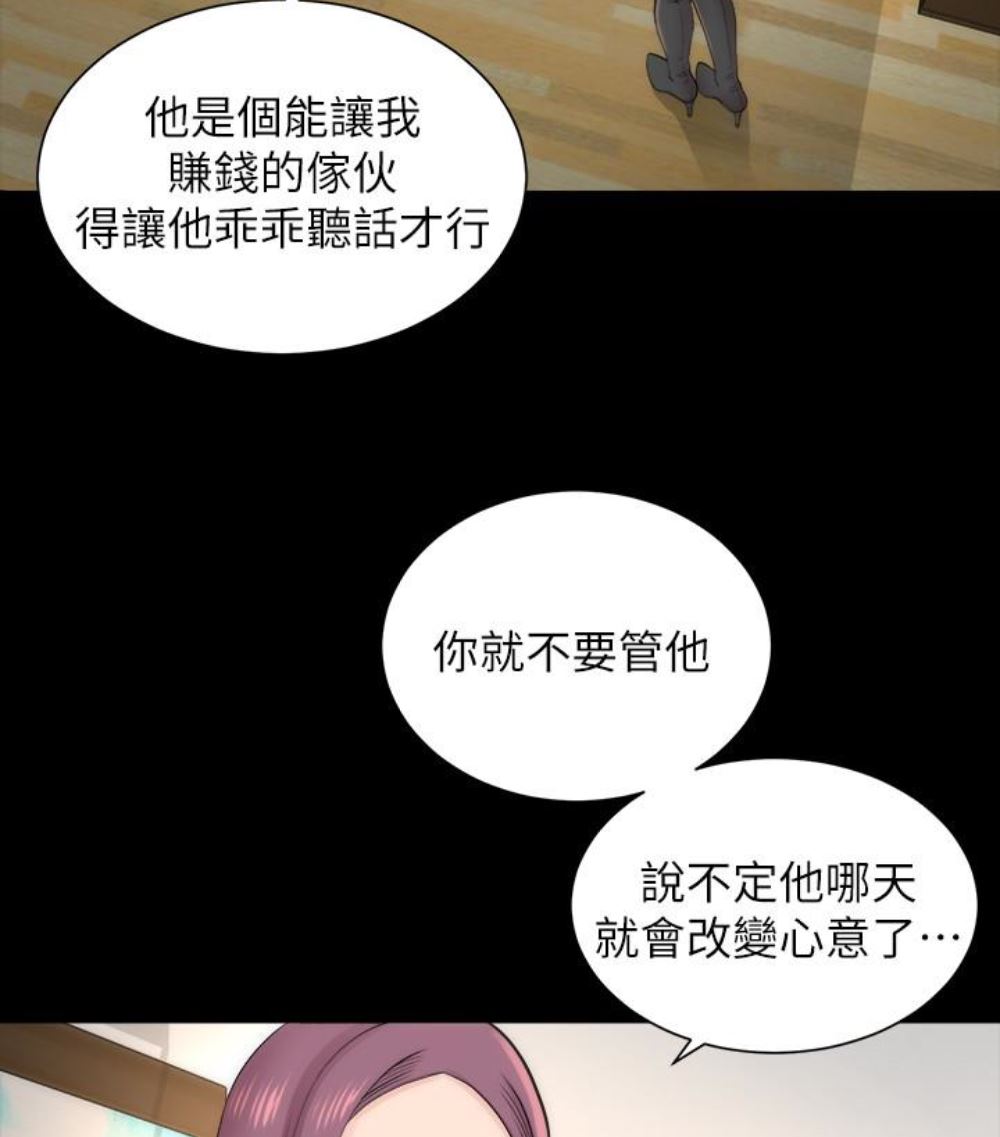 他是個能讓我
賺錢的傢伙
得讓他乖乖聽話才行
你就不要管他
說不定他哪天
就會改變心意了⋯